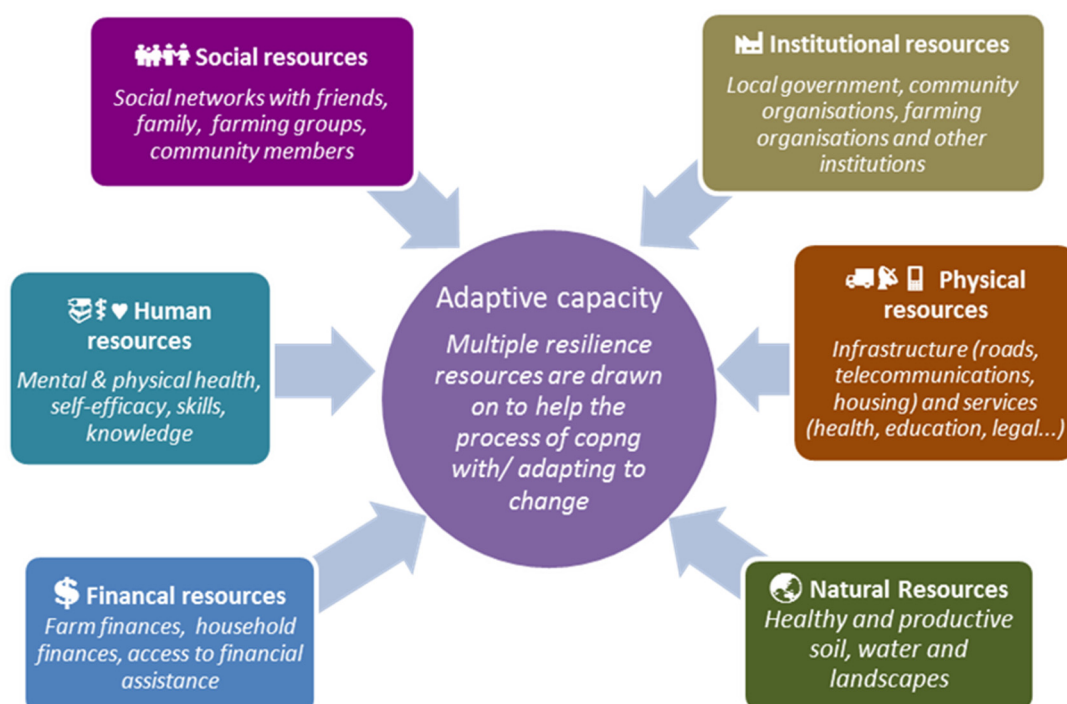 Social resources
Social networks with friends,
family, farming groups,
community members
Institutional resources
Local government, community
organisations, farming
organisations and other
institutions
Human
resources
Mental & physical health,
self-efficacy, skills,
knowledge
Adaptive capacity
Multiple resilience
resources are drawn
on to help the
process of copng
with/ adapting to
change
Physical
resources
Infrastructure (roads,
telecommunications,
housing) and services
(health, education, legal...)
$ Financal resources
Farm finances, household
finances, access to financial
assistance
Natural Resources
Healthy and productive
soil, water and
landscapes